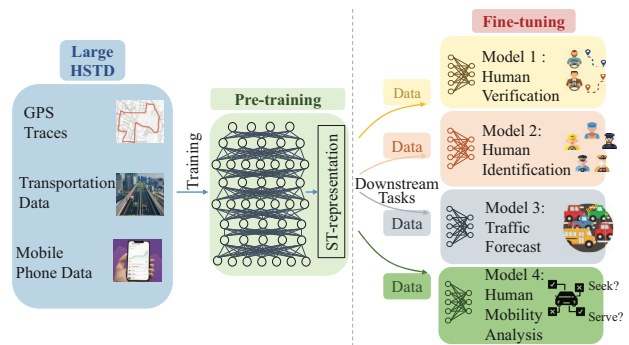 Large
HSTD
GPS
Traces
Transportation
Data
Mobile
Phone Data
Training
Pre-training
ST-representation
Downstream
Tasks
Fine-tuning
Data
Model 1 :
Human
Verification
Data
Model 2 :
Human
Identification
Data
Model 3:
Traffic
Forecast
Data
Model 4:
Human
Mobility
Analysis
Seek?
Serve?